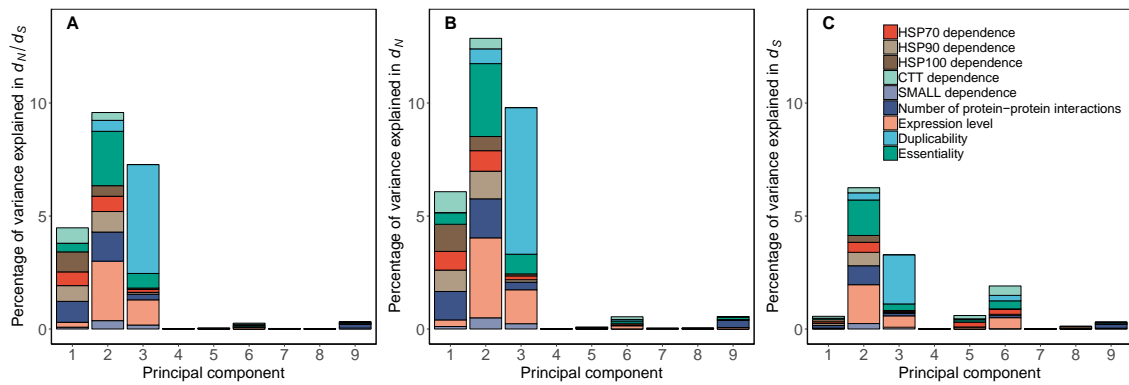 A
Percentage of variance explained in dN/dS
10
5
0
1 2 3 4 5 6 7 8 9
Principal component
B
Percentage of variance explained in dN
10
5
0
1 2 3 4 5 6 7 8 9
Principal component
C
Percentage of variance explained in dS
10
5
0
1 2 3 4 5 6 7 8 9
Principal component
HSP70 dependence
HSP90 dependence
HSP100 dependence
CTT dependence
SMALL dependence
Number of protein−protein interactions
Expression level
Duplicability
Essentiality